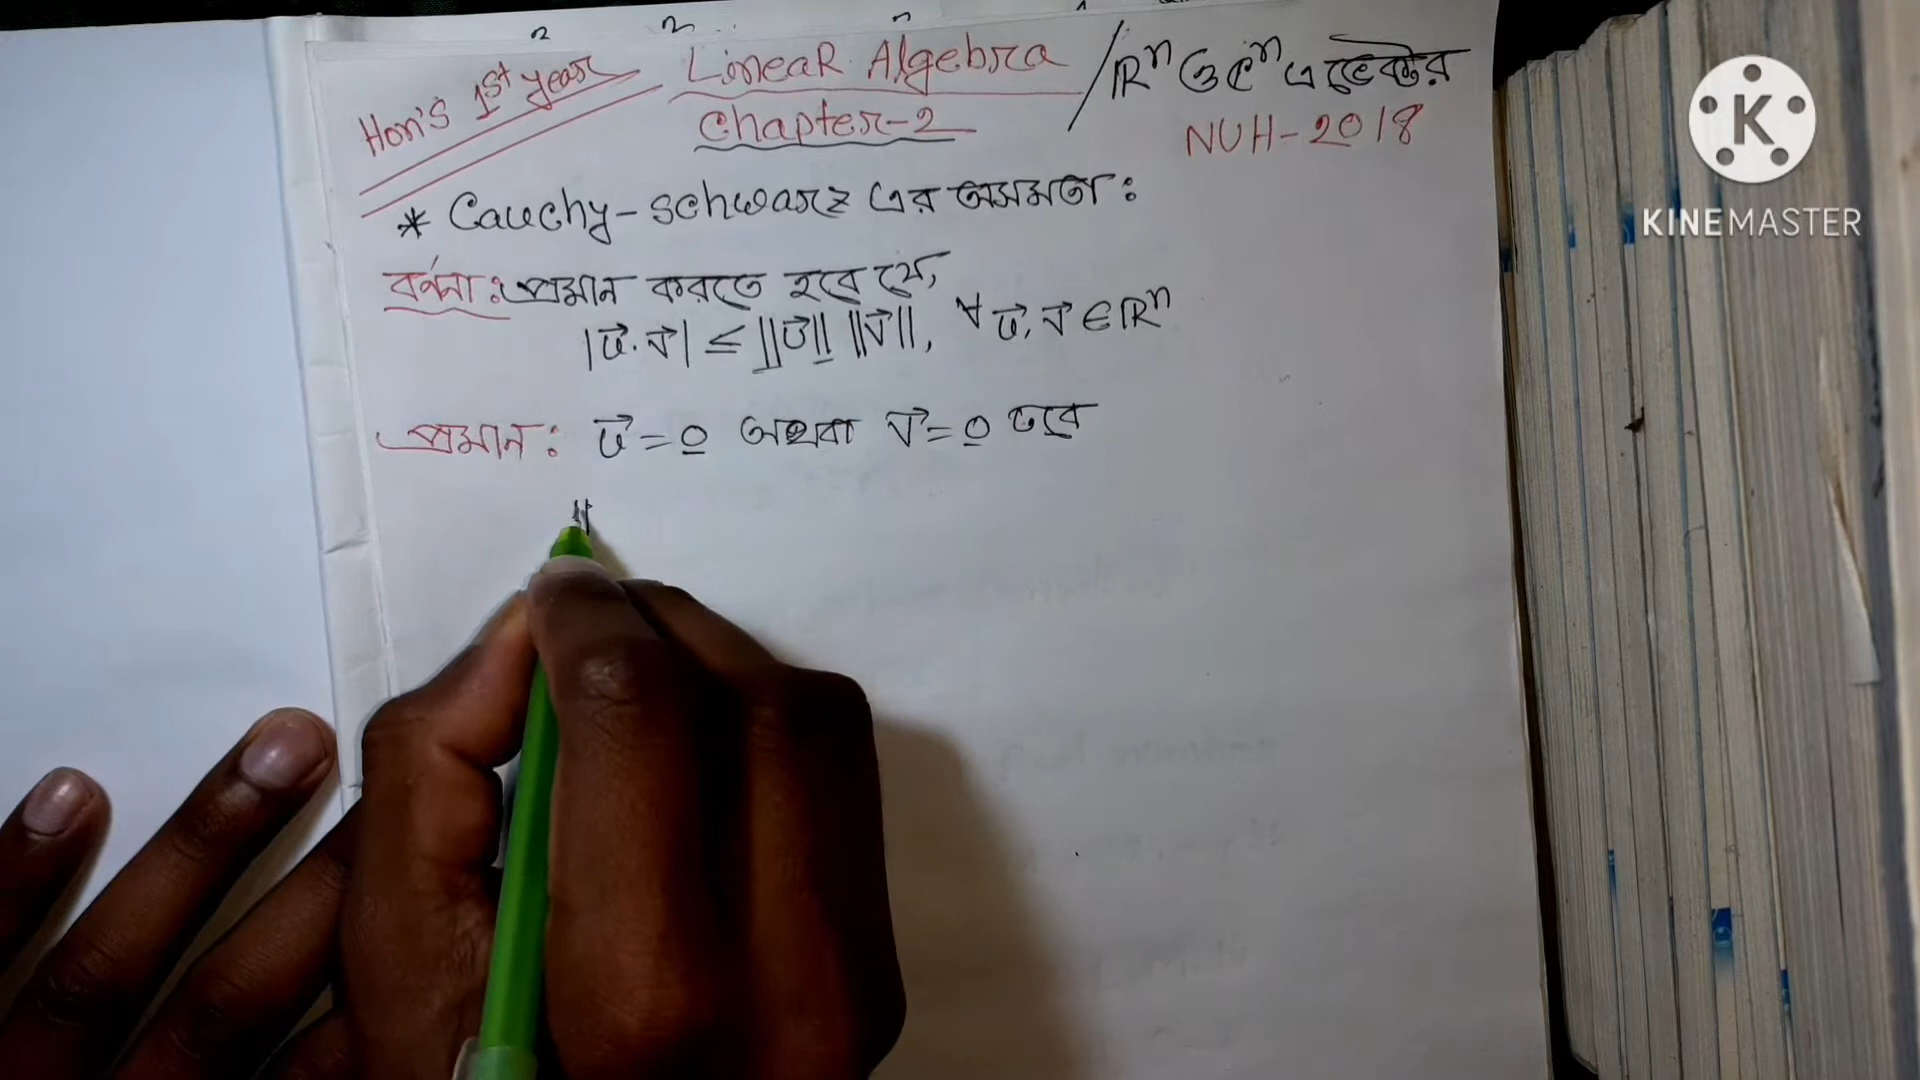 Hon's 1st year
Linear Algebra / Rⁿ ও Cⁿ এ ভেক্টর
Chapter-2
NUH-2018
* Cauchy-schwarz এর অসমতা:
বর্ণনা: প্রমান করতে হবে যে,
|u⃗·v⃗| ≤ ||u⃗|| ||v⃗||, ∀ u⃗, v⃗ ∈ Rⁿ
প্রমান: u⃗ = 0 অথবা v⃗ = 0 তবে
K
KINEMASTER